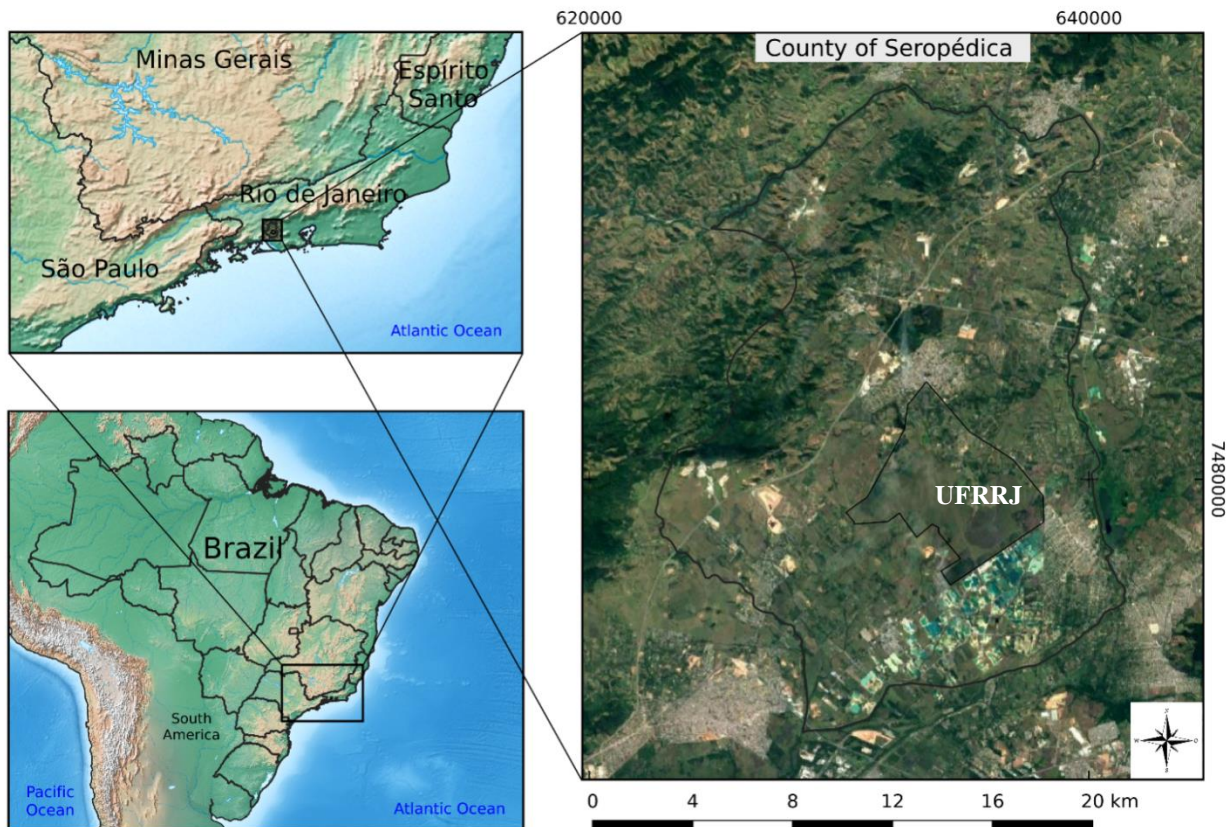 620000
640000
County of Seropédica
Minas Gerais
Espírito
Santo
Rio de Janeiro
São Paulo
Atlantic Ocean
7480000
UFRRJ
Brazil
South
America
Pacific
Ocean
Atlantic Ocean
N
W
O
S
0 4 8 12 16 20 km